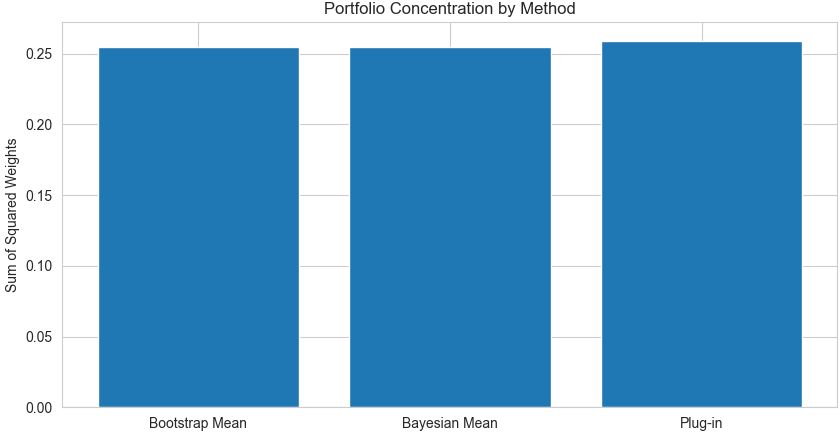 Portfolio Concentration by Method
Sum of Squared Weights
0.25
0.20
0.15
0.10
0.05
0.00
Bootstrap Mean
Bayesian Mean
Plug-in